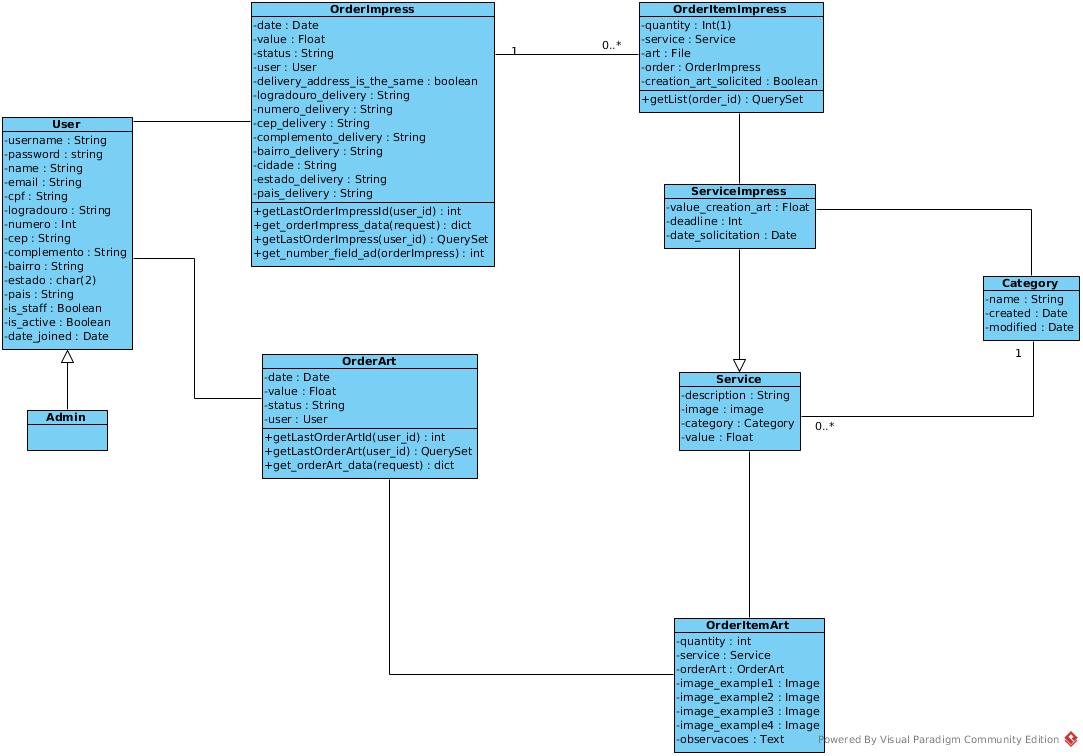 OrderImpress
-date : Date
-value : Float
-status : String
-user : User
-delivery_address_is_the_same : boolean
-logradouro_delivery : String
-numero_delivery : String
-cep_delivery : String
-complemento_delivery : String
-bairro_delivery : String
-cidade : String
-estado_delivery : String
-pais_delivery : String
+getLastOrderImpressId(user_id) : int
+get_orderImpress_data(request) : dict
+getLastOrderImpress(user_id) : QuerySet
+get_number_field_ad(orderImpress) : int
1
0..*
OrderItemImpress
-quantity : Int(1)
-service : Service
-art : File
-order : OrderImpress
-creation_art_solicited : Boolean
+getList(order_id) : QuerySet
User
-username : String
-password : string
-name : String
-email : String
-cpf : String
-logradouro : String
-numero : Int
-cep : String
-complemento : String
-bairro : String
-estado : char(2)
-pais : String
-is_staff : Boolean
-is_active : Boolean
-date_joined : Date
ServiceImpress
-value_creation_art : Float
-deadline : Int
-date_solicitation : Date
Category
-name : String
-created : Date
-modified : Date
1
OrderArt
-date : Date
-value : Float
-status : String
-user : User
+getLastOrderArtId(user_id) : int
+getLastOrderArt(user_id) : QuerySet
+get_orderArt_data(request) : dict
Service
-description : String
-image : image
-category : Category
-value : Float
0..*
Admin
OrderItemArt
-quantity : int
-service : Service
-orderArt : OrderArt
-image_example1 : Image
-image_example2 : Image
-image_example3 : Image
-image_example4 : Image
-observacoes : Text
Powered By Visual Paradigm Community Edition